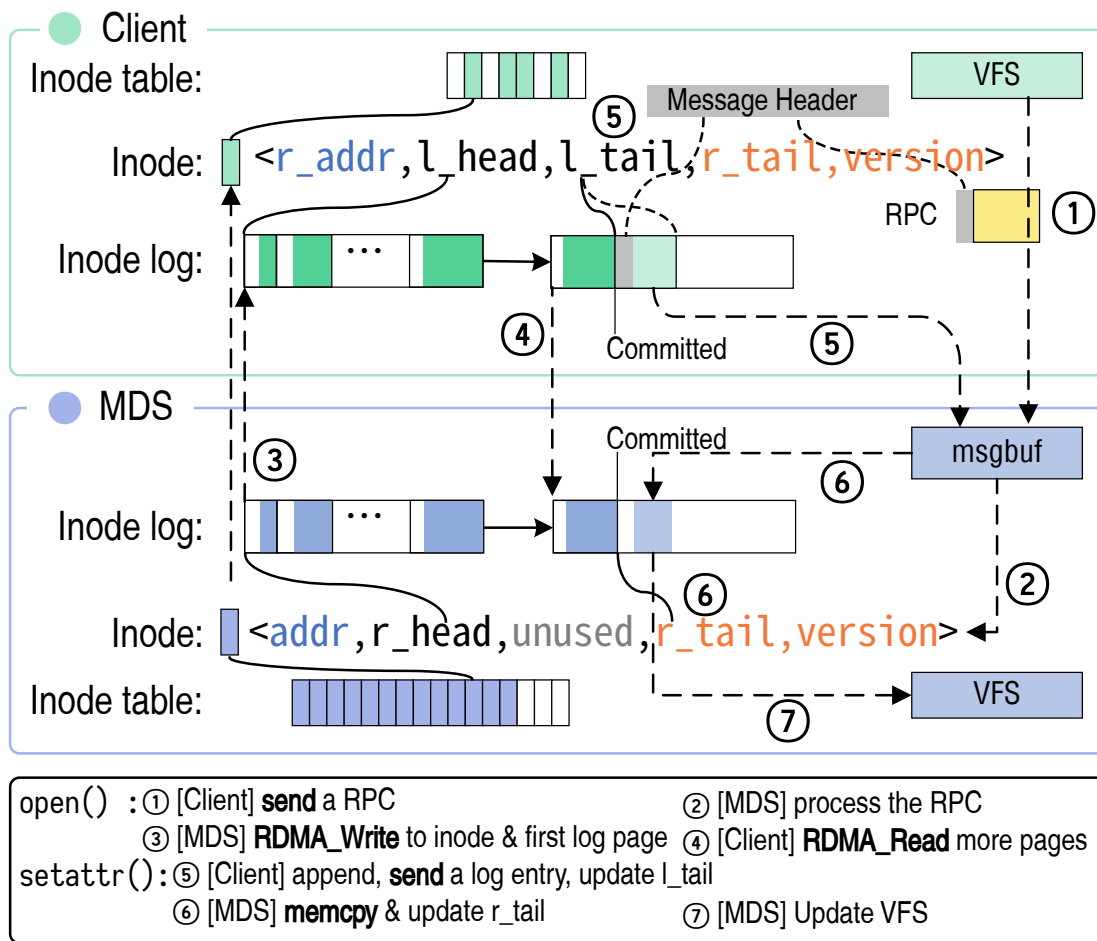 Client
Inode table:
VFS
Message Header
⑤
Inode:
<r_addr,l_head,l_tail,r_tail,version>
RPC
①
Inode log:
...
④
Committed
⑤
MDS
③
Committed
msgbuf
⑥
Inode log:
...
②
⑥
Inode:
<addr,r_head,unused,r_tail,version>
Inode table:
⑦
VFS
open() :① [Client] send a RPC ② [MDS] process the RPC
③ [MDS] RDMA_Write to inode & first log page ④ [Client] RDMA_Read more pages
setattr():⑤ [Client] append, send a log entry, update l_tail
⑥ [MDS] memcpy & update r_tail ⑦ [MDS] Update VFS